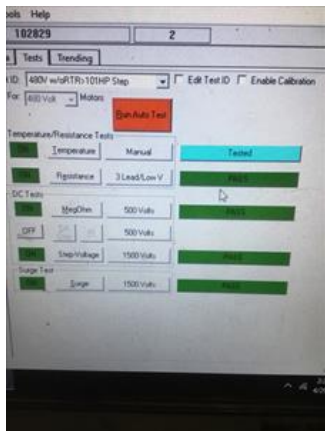 ools Help
102829 2
Tests Trending
ID: 480V w/oRTR>101HP Step Edit Test ID Enable Calibration
For: 480 Volt Motors
Run Auto Test
Temperature/Resistance Tests
ON Temperature Manual Tested
ON Resistance 3 Lead/Low V PASS
DC Tests
ON MegOhm 500 Volts PASS
OFF 500 Volts
ON Step-Voltage 1500 Volts PASS
Surge Test
ON Surge 1500 Volts PASS